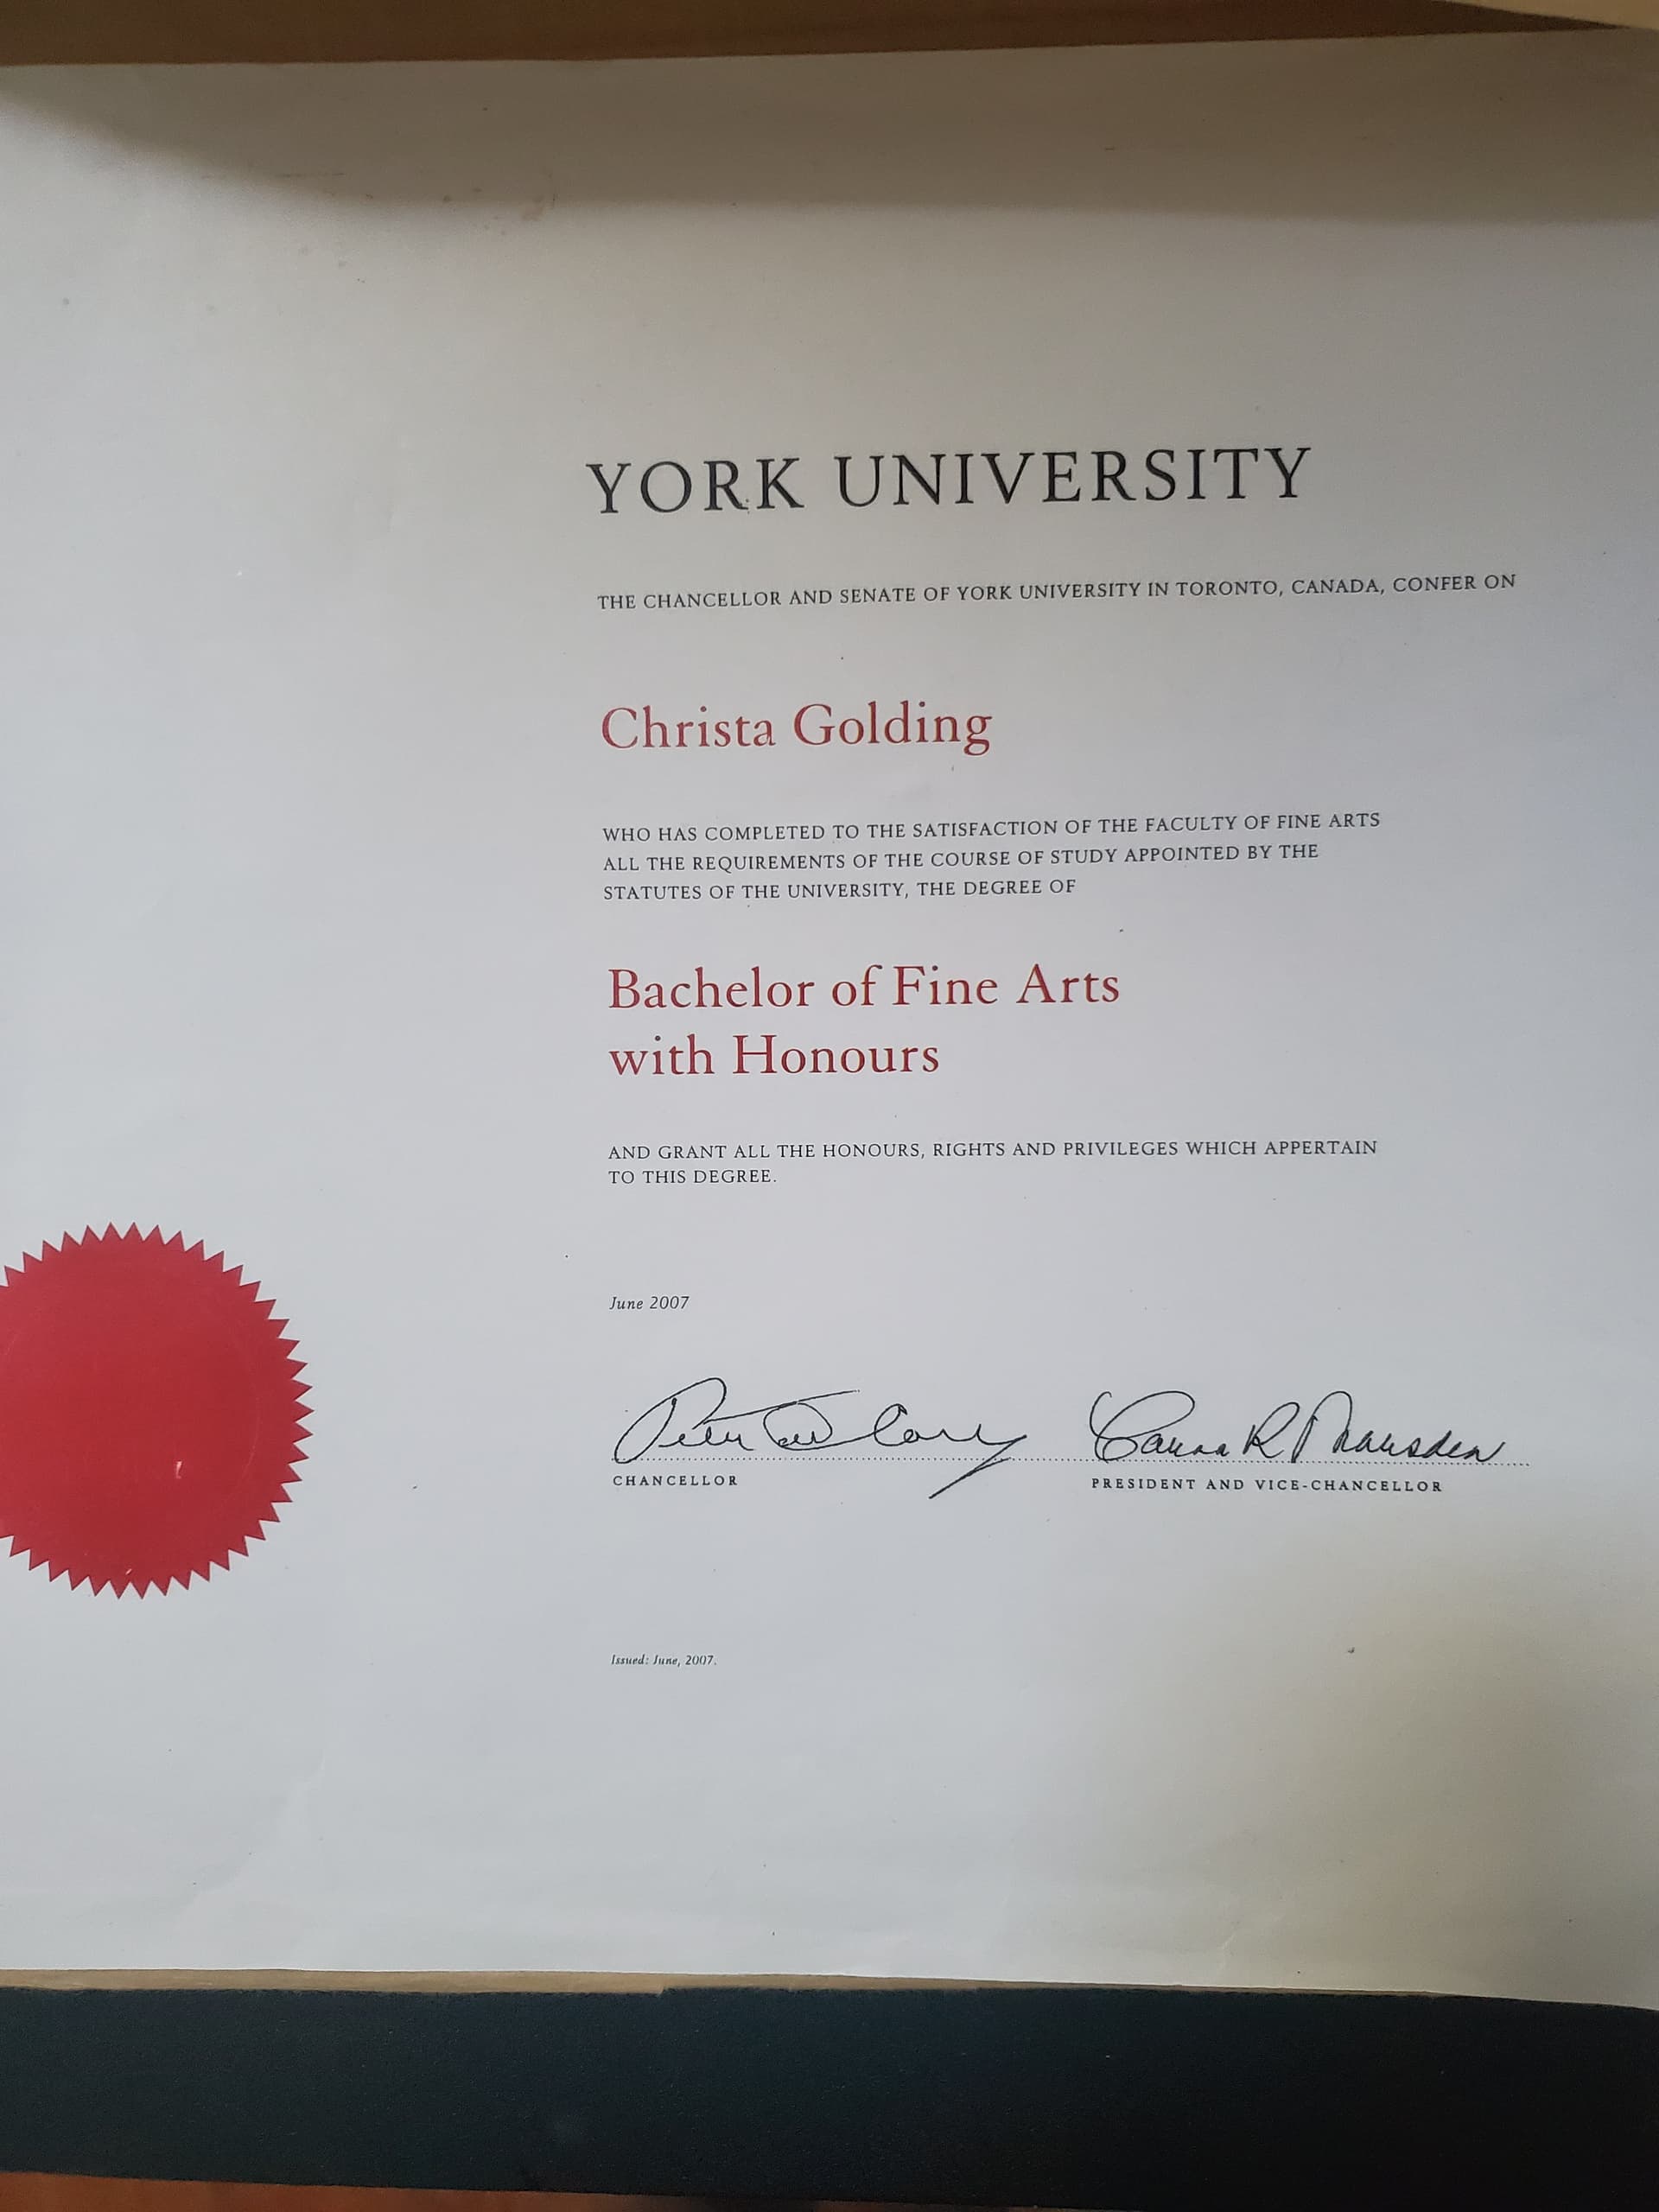 YORK UNIVERSITY
THE CHANCELLOR AND SENATE OF YORK UNIVERSITY IN TORONTO, CANADA, CONFER ON
Christa Golding
WHO HAS COMPLETED TO THE SATISFACTION OF THE FACULTY OF FINE ARTS
ALL THE REQUIREMENTS OF THE COURSE OF STUDY APPOINTED BY THE
STATUTES OF THE UNIVERSITY, THE DEGREE OF
Bachelor of Fine Arts
with Honours
AND GRANT ALL THE HONOURS, RIGHTS AND PRIVILEGES WHICH APPERTAIN
TO THIS DEGREE.
June 2007
Peter R Marsden
CHANCELLOR PRESIDENT AND VICE-CHANCELLOR
Issued: June, 2007.